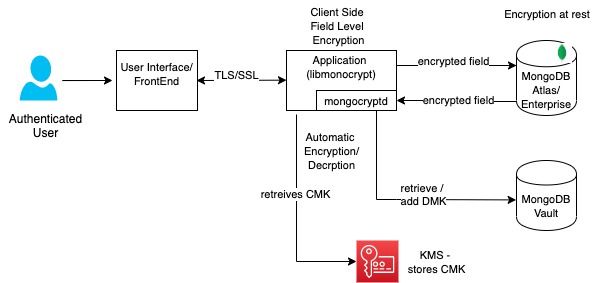 Client Side
Field Level
Encryption
Encryption at rest
User Interface/
FrontEnd
TLS/SSL
Application
(libmonocrypt)
mongocryptd
encrypted field
encrypted field
MongoDB
Atlas/
Enterprise
Authenticated
User
Automatic
Encryption/
Decrption
retreives CMK
retrieve /
add DMK
MongoDB
Vault
KMS -
stores CMK